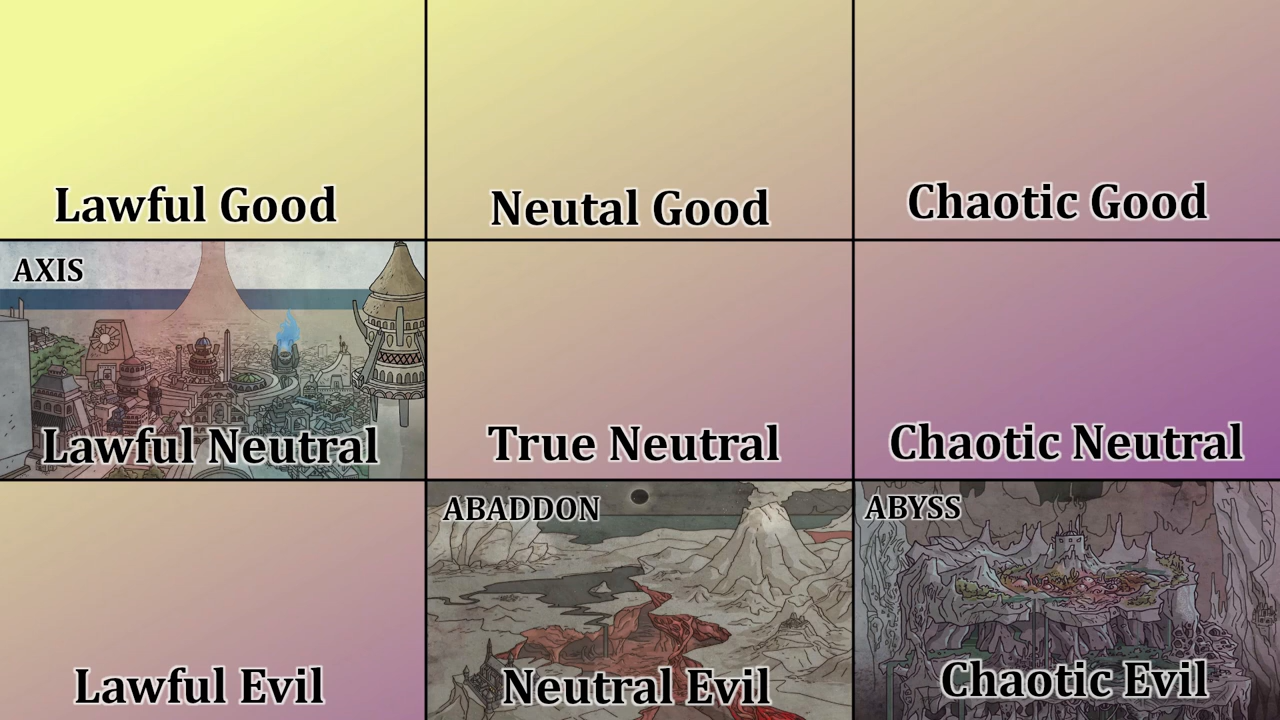 Lawful Good
Neutal Good
Chaotic Good
AXIS
Lawful Neutral
True Neutral
Chaotic Neutral
Lawful Evil
ABADDON
Neutral Evil
ABYSS
Chaotic Evil